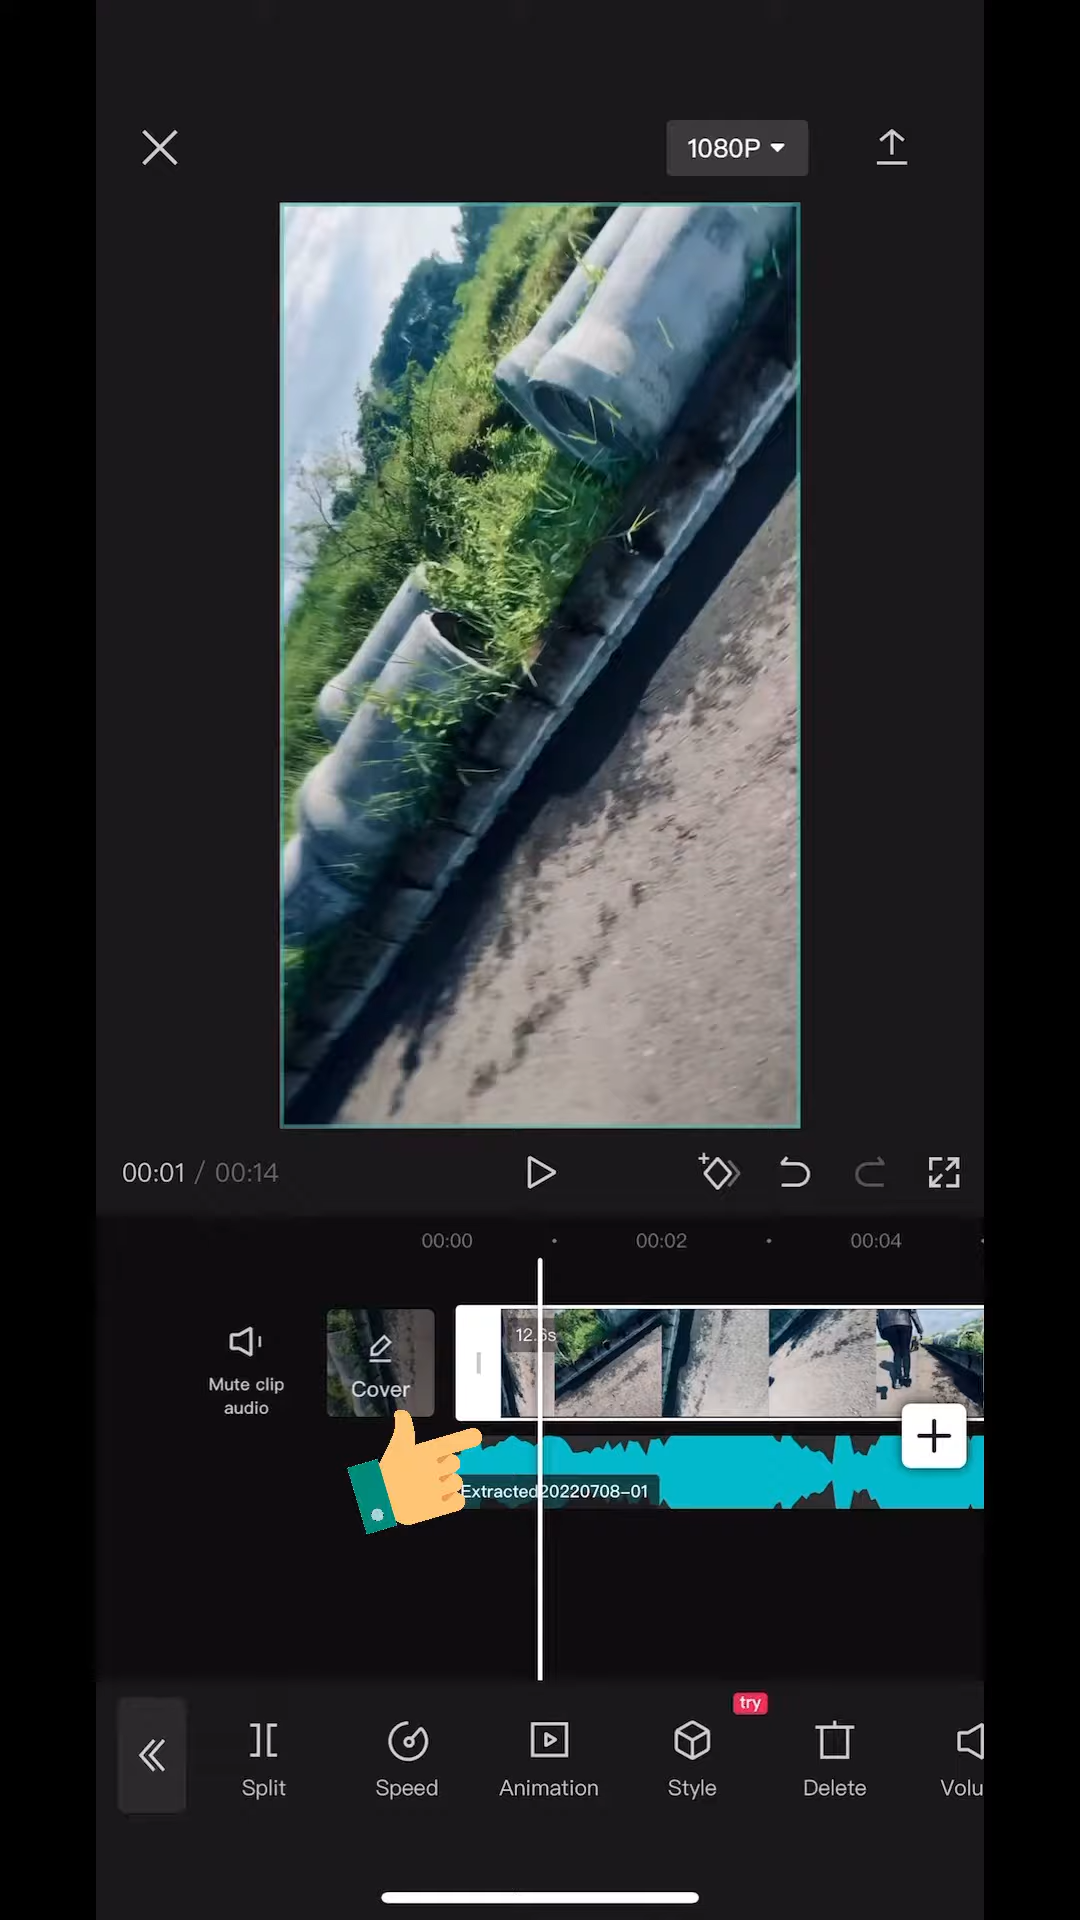 1080P
00:01 / 00:14
00:00
00:02
00:04
12.6s
Mute clip
audio
Cover
Extracted20220708-01
try
Split
Speed
Animation
Style
Delete
Volu